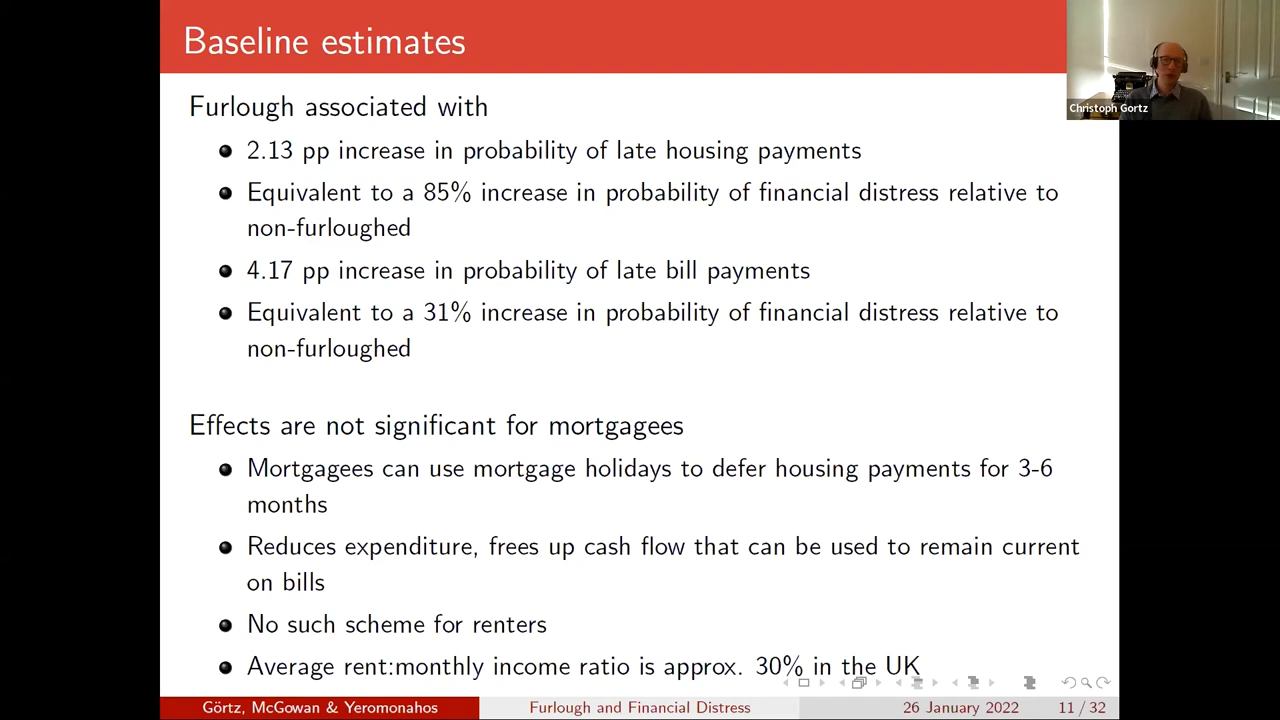 Baseline estimates
Christoph Gortz
Furlough associated with
2.13 pp increase in probability of late housing payments
Equivalent to a 85% increase in probability of financial distress relative to
non-furloughed
4.17 pp increase in probability of late bill payments
Equivalent to a 31% increase in probability of financial distress relative to
non-furloughed
Effects are not significant for mortgagees
Mortgagees can use mortgage holidays to defer housing payments for 3-6
months
Reduces expenditure, frees up cash flow that can be used to remain current
on bills
No such scheme for renters
Average rent:monthly income ratio is approx. 30% in the UK
Görtz, McGowan & Yeromonahos Furlough and Financial Distress 26 January 2022 11 / 32